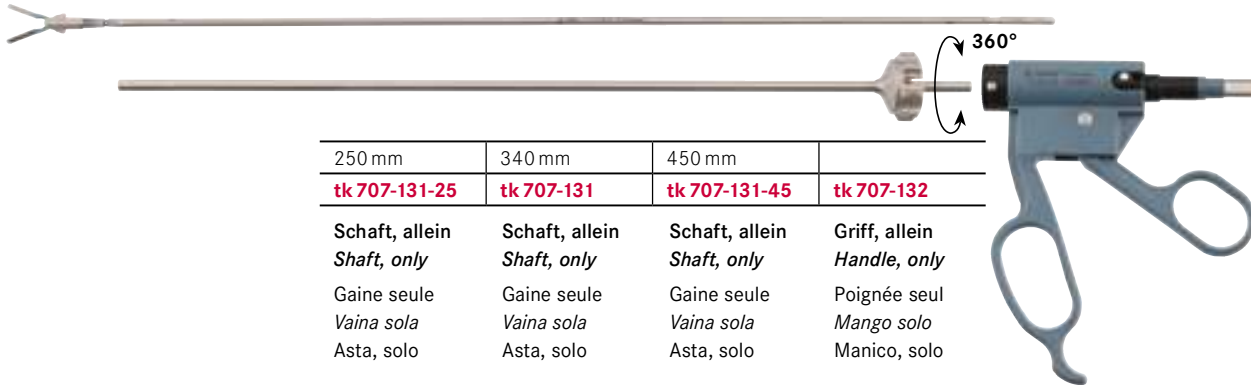 360°
250 mm 340 mm 450 mm
tk 707-131-25 tk 707-131 tk 707-131-45 tk 707-132
Schaft, allein Schaft, allein Schaft, allein Griff, allein
Shaft, only Shaft, only Shaft, only Handle, only
Gaine seule Gaine seule Gaine seule Poignée seul
Vaina sola Vaina sola Vaina sola Mango solo
Asta, solo Asta, solo Asta, solo Manico, solo